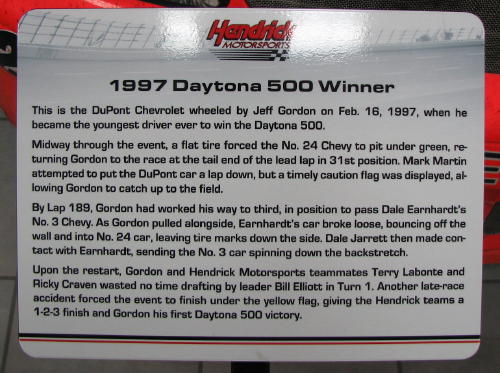 Hendrick
MOTORSPORTS
1997 Daytona 500 Winner
This is the DuPont Chevrolet wheeled by Jeff Gordon on Feb. 16, 1997, when he
became the youngest driver ever to win the Daytona 500.
Midway through the event, a flat tire forced the No. 24 Chevy to pit under green, re-
turning Gordon to the race at the tail end of the lead lap in 31st position. Mark Martin
attempted to put the DuPont car a lap down, but a timely caution flag was displayed, al-
lowing Gordon to catch up to the field.
By Lap 189, Gordon had worked his way to third, in position to pass Dale Earnhardt's
No. 3 Chevy. As Gordon pulled alongside, Earnhardt's car broke loose, bouncing off the
wall and into No. 24 car, leaving tire marks down the side. Dale Jarrett then made con-
tact with Earnhardt, sending the No. 3 car spinning down the backstretch.
Upon the restart, Gordon and Hendrick Motorsports teammates Terry Labonte and
Ricky Craven wasted no time drafting by leader Bill Elliott in Turn 1. Another late-race
accident forced the event to finish under the yellow flag, giving the Hendrick teams a
1-2-3 finish and Gordon his first Daytona 500 victory.